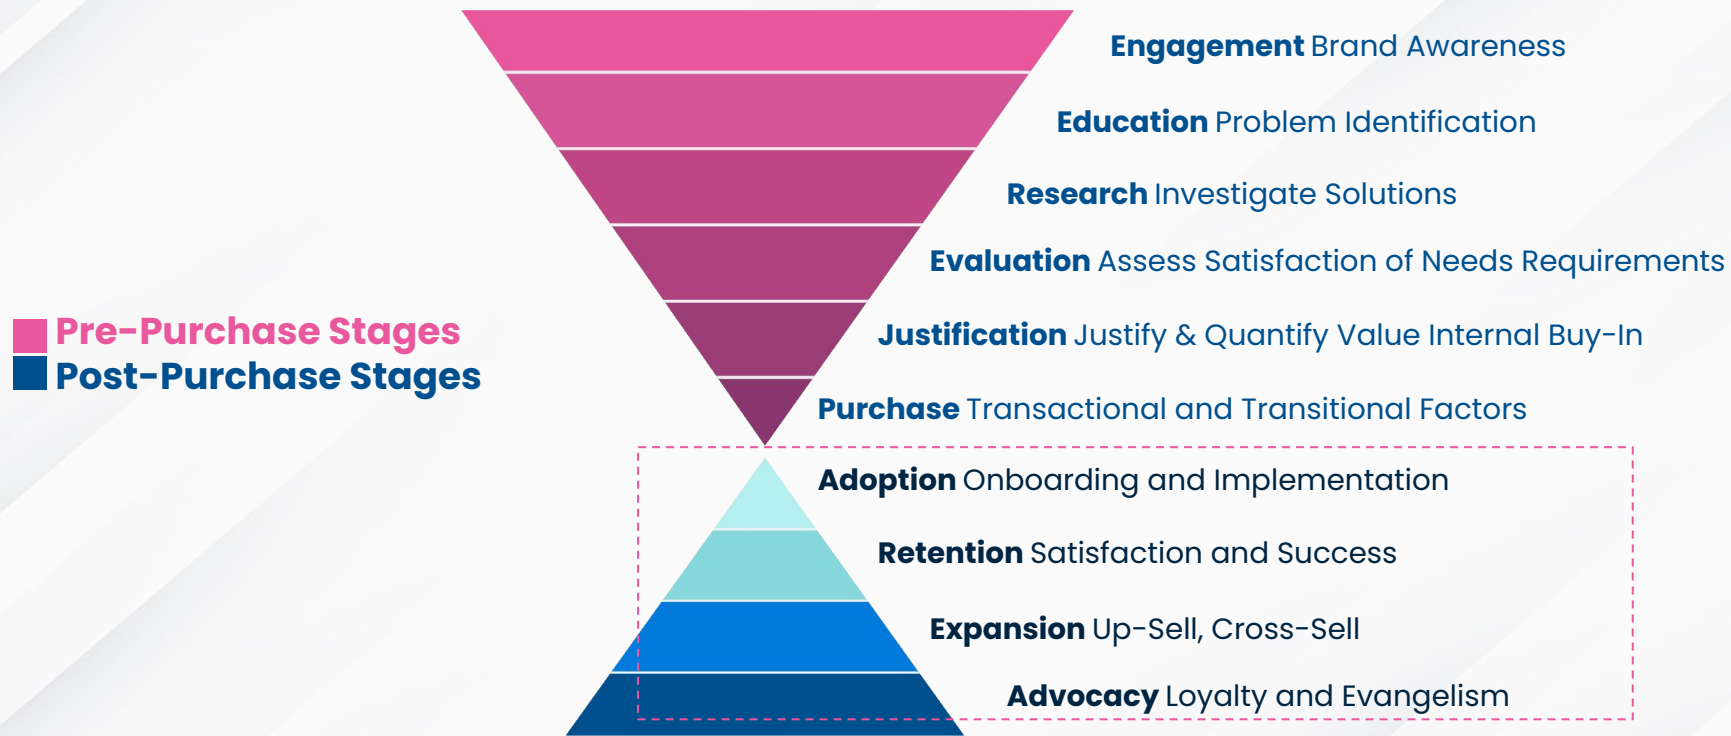 Engagement Brand Awareness
Education Problem Identification
Research Investigate Solutions
Evaluation Assess Satisfaction of Needs Requirements
Justification Justify & Quantify Value Internal Buy-In
Purchase Transactional and Transitional Factors
Pre-Purchase Stages
Post-Purchase Stages
Adoption Onboarding and Implementation
Retention Satisfaction and Success
Expansion Up-Sell, Cross-Sell
Advocacy Loyalty and Evangelism